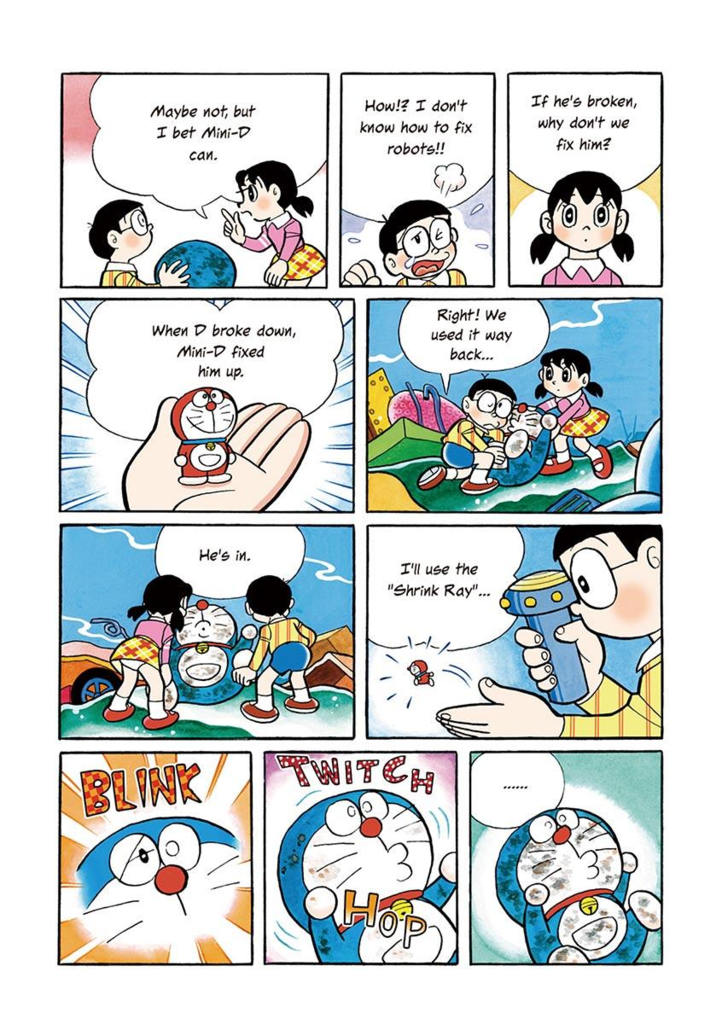 If he's broken,
why don't we
fix him?
How!? I don't
know how to fix
robots!!
Maybe not, but
I bet Mini-D
can.
Right! We
used it way
back...
When D broke down,
Mini-D fixed
him up.
I'll use the
"Shrink Ray"...
He's in.
......
TWITCH
HOP
BLINK